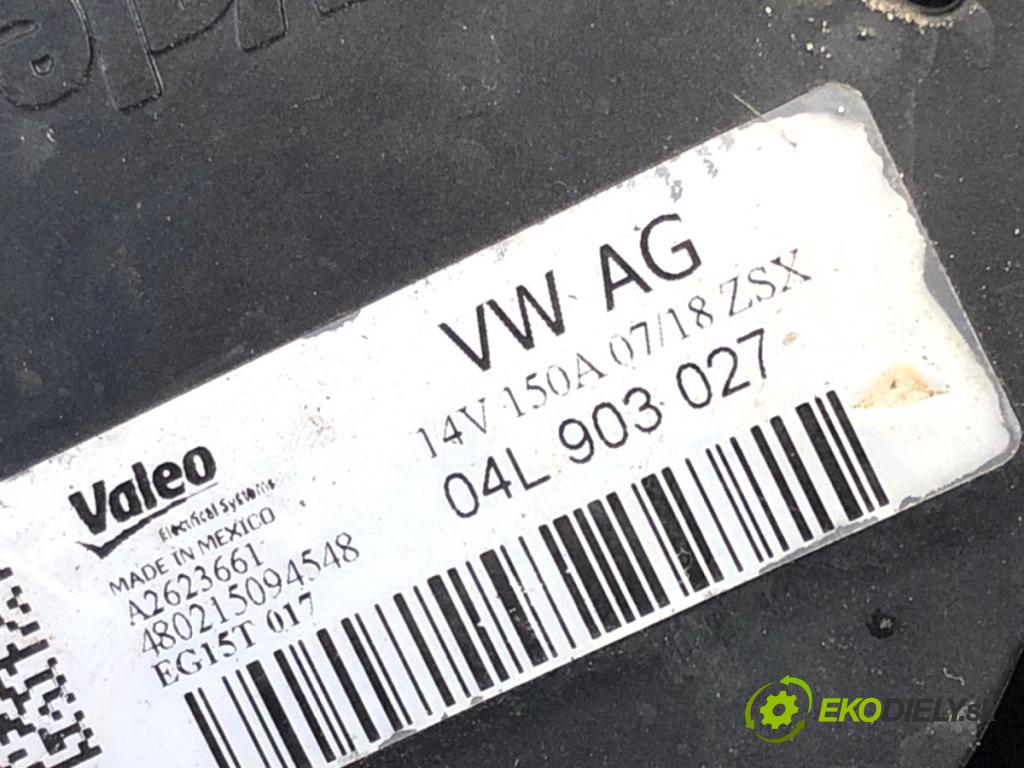 VW AG
14V 150A 07/18 ZSX
04L 903 027
Valeo
Electrical Systems
MADE IN MEXICO
A2623661
480215094548
EG15T 017
EKODIELY.sk